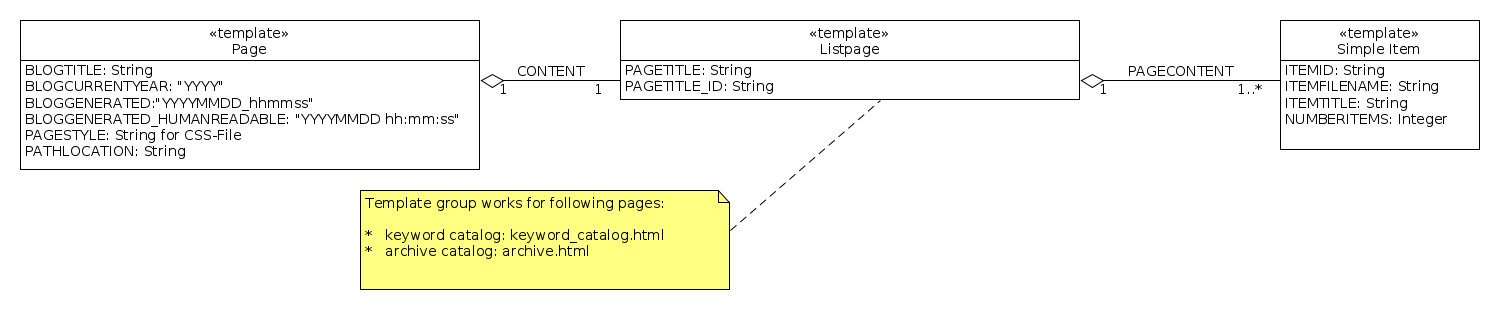 «template»
Page
BLOGTITLE: String
BLOGCURRENTYEAR: "YYYY"
BLOGGENERATED:"YYYYMMDD_hhmmss"
BLOGGENERATED_HUMANREADABLE: "YYYYMMDD hh:mm:ss"
PAGESTYLE: String for CSS-File
PATHLOCATION: String
CONTENT
1
1
«template»
Listpage
PAGETITLE: String
PAGETITLE_ID: String
PAGECONTENT
1
1..*
«template»
Simple Item
ITEMID: String
ITEMFILENAME: String
ITEMTITLE: String
NUMBERITEMS: Integer
Template group works for following pages:
* keyword catalog: keyword_catalog.html
* archive catalog: archive.html